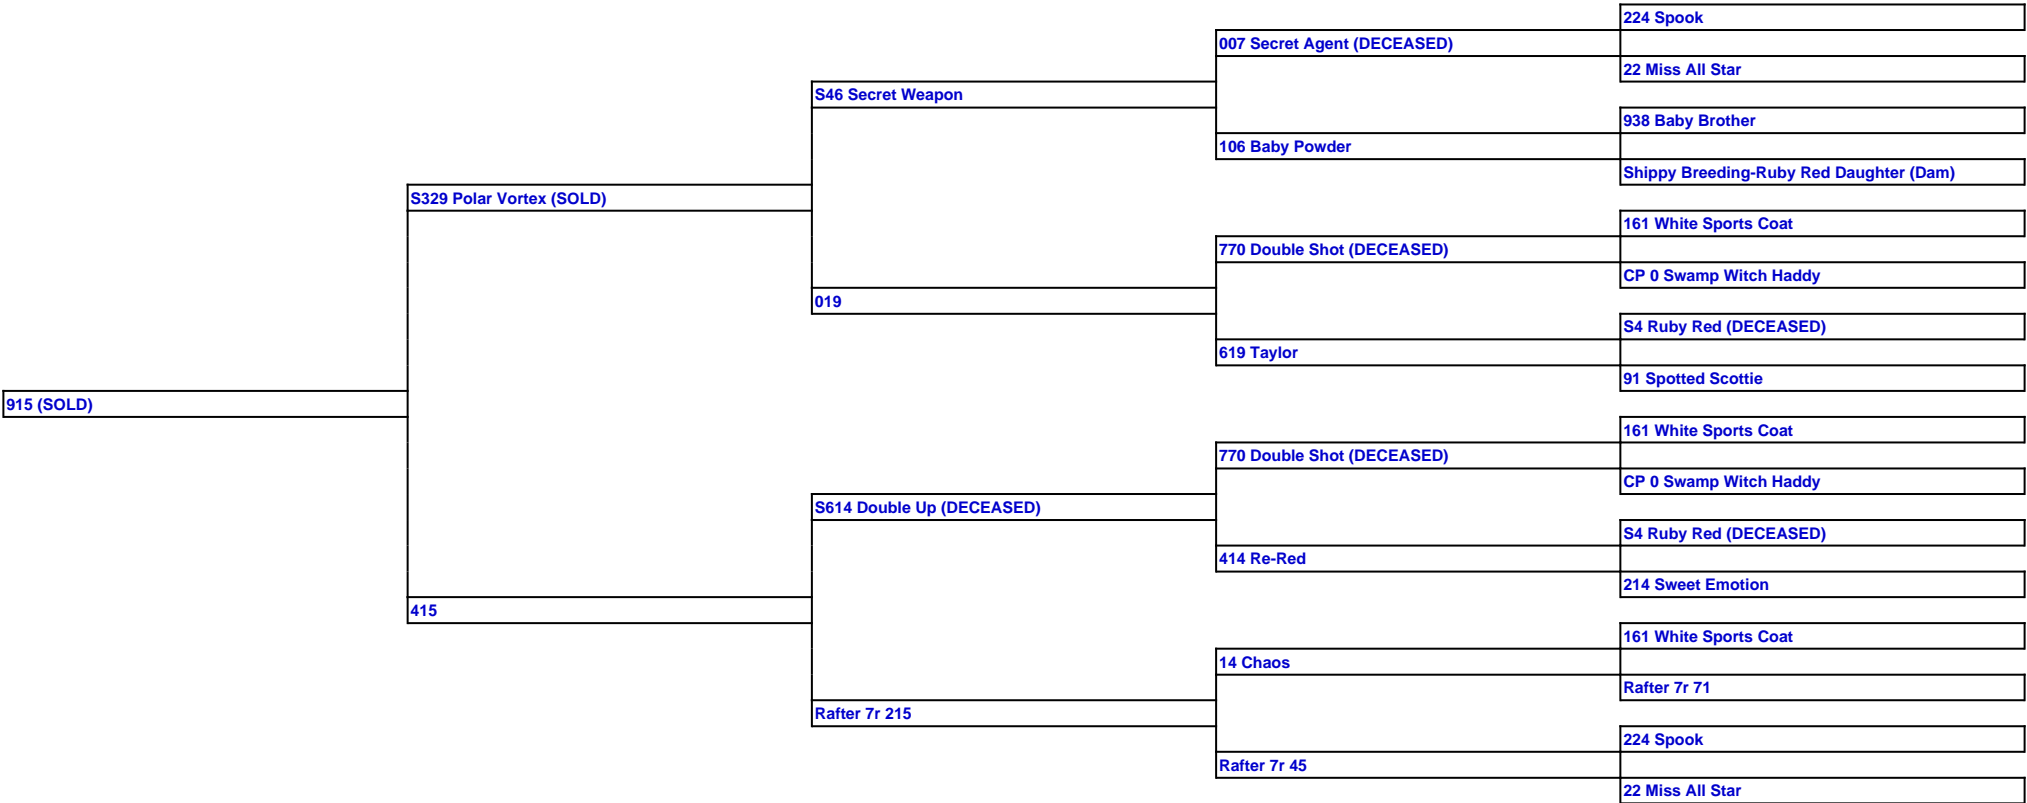 224 Spook
007 Secret Agent (DECEASED)
22 Miss All Star
S46 Secret Weapon
938 Baby Brother
106 Baby Powder
Shippy Breeding-Ruby Red Daughter (Dam)
S329 Polar Vortex (SOLD)
161 White Sports Coat
770 Double Shot (DECEASED)
CP 0 Swamp Witch Haddy
019
S4 Ruby Red (DECEASED)
619 Taylor
91 Spotted Scottie
915 (SOLD)
161 White Sports Coat
770 Double Shot (DECEASED)
CP 0 Swamp Witch Haddy
S614 Double Up (DECEASED)
S4 Ruby Red (DECEASED)
414 Re-Red
214 Sweet Emotion
415
161 White Sports Coat
14 Chaos
Rafter 7r 71
Rafter 7r 215
224 Spook
Rafter 7r 45
22 Miss All Star